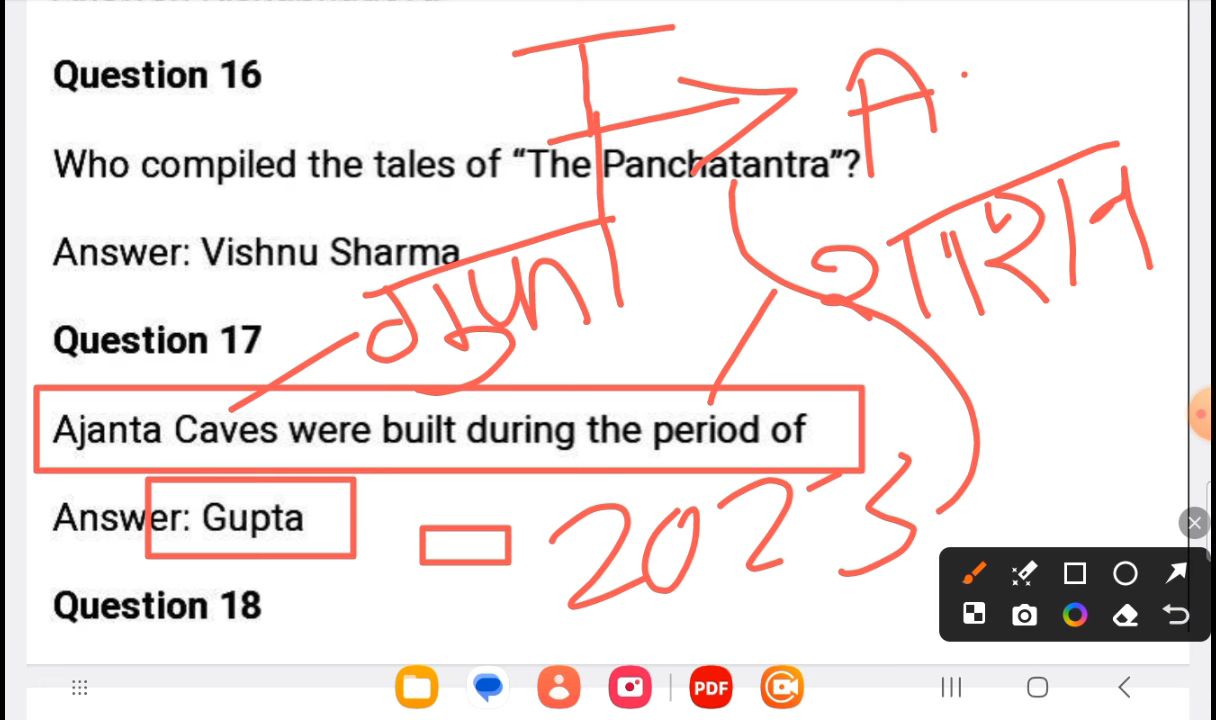 Question 16
A.
Who compiled the tales of “The Panchatantra”?
शासन
Answer: Vishnu Sharma
Question 17
Ajanta Caves were built during the period of
Answer: Gupta
2023
Question 18
PDF